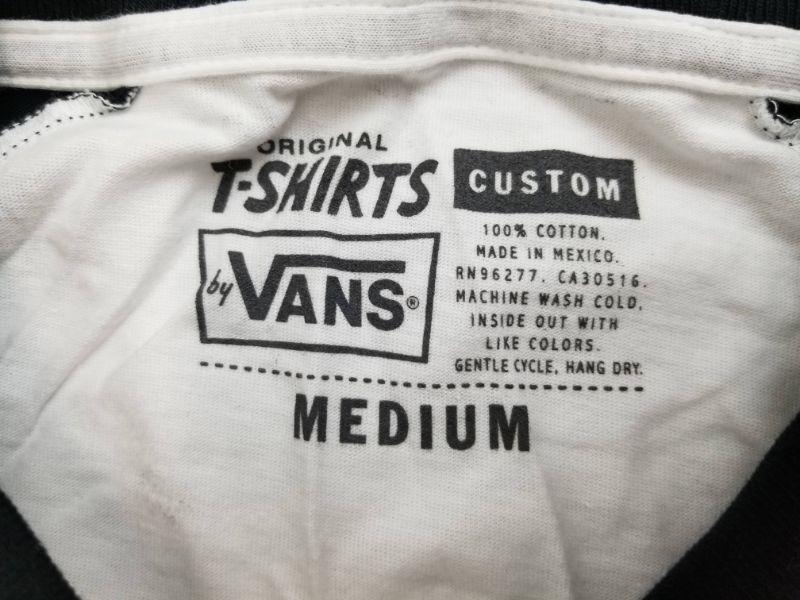 ORIGINAL
T-SHIRTS
by VANS®
CUSTOM
100% COTTON.
MADE IN MEXICO.
RN96277. CA30516.
MACHINE WASH COLD,
INSIDE OUT WITH
LIKE COLORS.
GENTLE CYCLE, HANG DRY.
MEDIUM